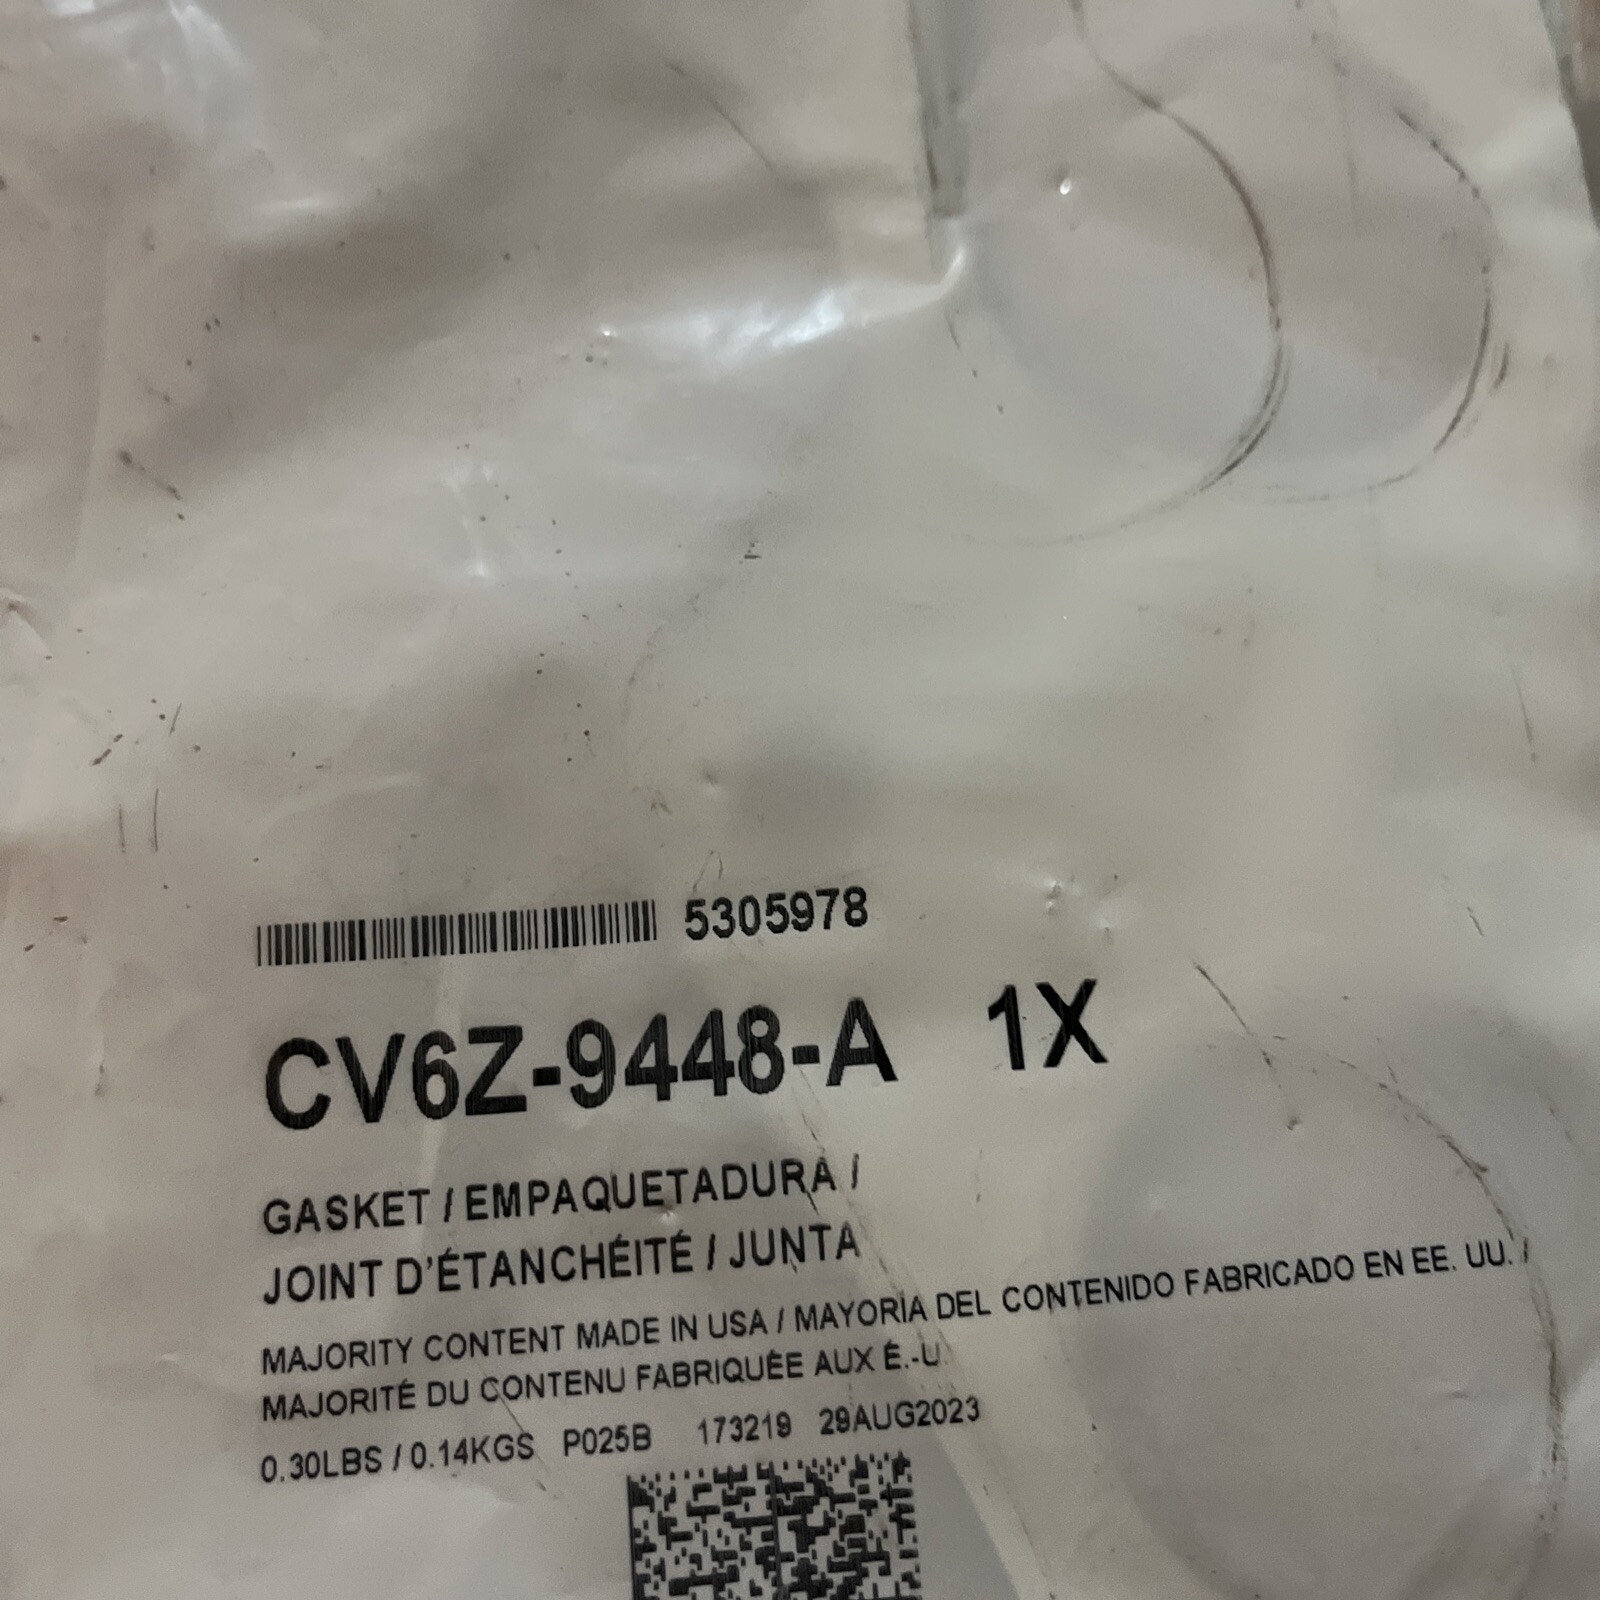 5305978
CV6Z-9448-A 1X
GASKET / EMPAQUETADURA /
JOINT D'ÉTANCHÉITÉ / JUNTA
MAJORITY CONTENT MADE IN USA / MAYORÍA DEL CONTENIDO FABRICADO EN EE. UU. /
MAJORITÉ DU CONTENU FABRIQUÉE AUX É.-U.
0.30LBS / 0.14KGS P025B 173219 29AUG2023